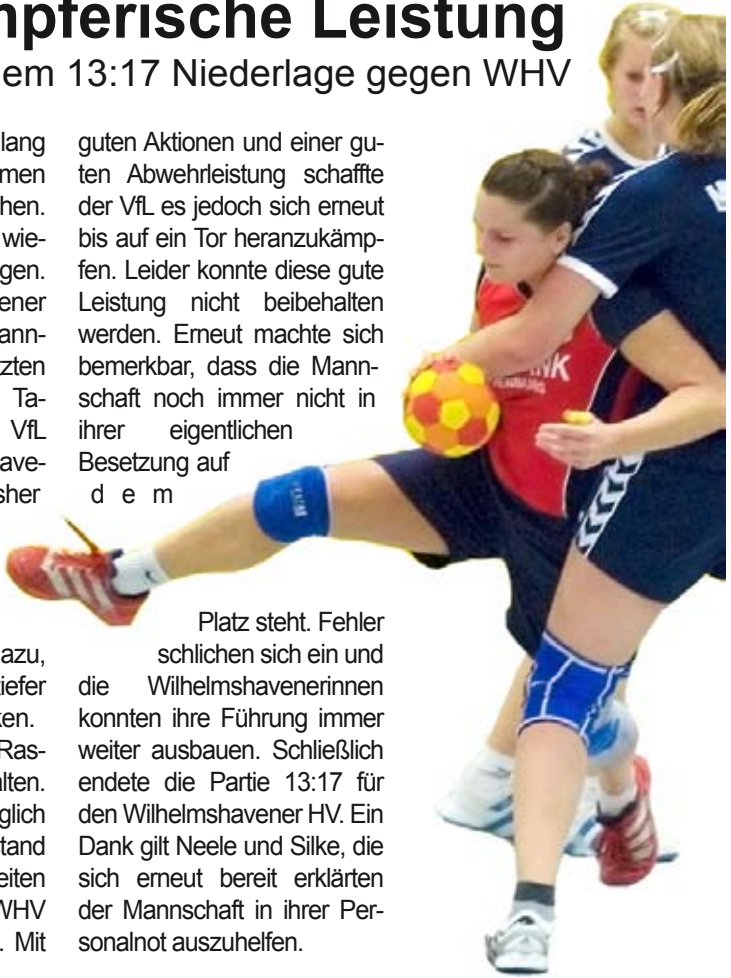 mpferische Leistung
em 13:17 Niederlage gegen WHV
lang
men
hen.
wie-
gen.
ener
ann-
zten
Ta-
VfL
ave-
sher
azu,
tiefer
ken.
Ras-
alten.
glich
tand
eiten
WHV
. Mit
guten Aktionen und einer gu-
ten Abwehrleistung schaffte
der VfL es jedoch sich erneut
bis auf ein Tor heranzukämp-
fen. Leider konnte diese gute
Leistung nicht beibehalten
werden. Erneut machte sich
bemerkbar, dass die Mann-
schaft noch immer nicht in
ihrer eigentlichen
Besetzung auf
d e m
Platz steht. Fehler
schlichen sich ein und
die Wilhelmshavenerinnen
konnten ihre Führung immer
weiter ausbauen. Schließlich
endete die Partie 13:17 für
den Wilhelmshavener HV. Ein
Dank gilt Neele und Silke, die
sich erneut bereit erklärten
der Mannschaft in ihrer Per-
sonalnot auszuhelfen.